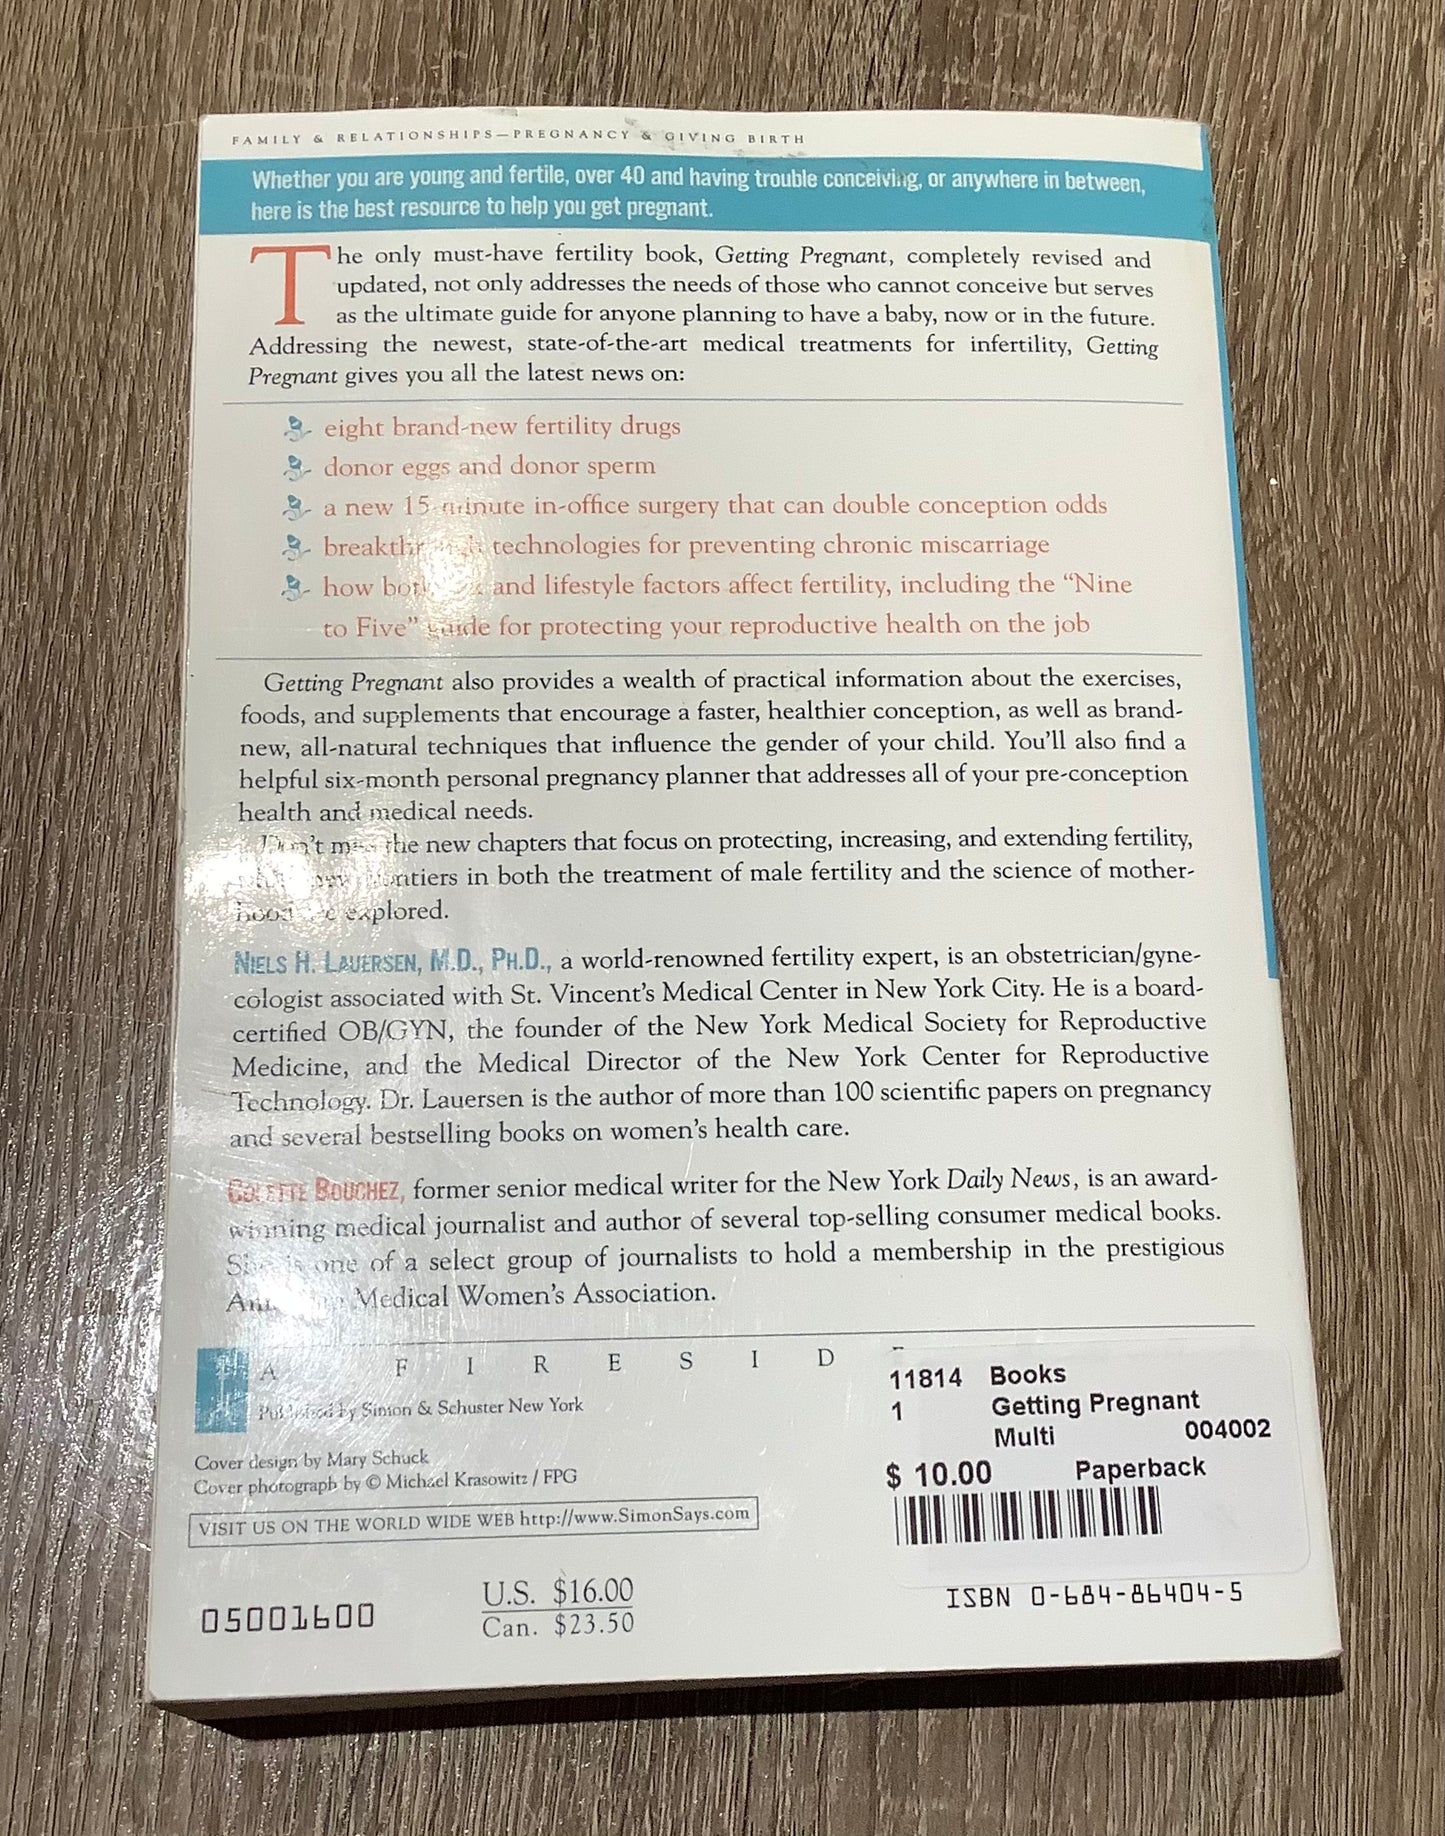 FAMILY & RELATIONSHIPS—PREGNANCY & GIVING BIRTH
Whether you are young and fertile, over 40 and having trouble conceiving, or anywhere in between,
here is the best resource to help you get pregnant.
The only must-have fertility book, Getting Pregnant, completely revised and
updated, not only addresses the needs of those who cannot conceive but serves
as the ultimate guide for anyone planning to have a baby, now or in the future.
Addressing the newest, state-of-the-art medical treatments for infertility, Getting
Pregnant gives you all the latest news on:
eight brand-new fertility drugs
donor eggs and donor sperm
a new 15-minute in-office surgery that can double conception odds
breakthrough technologies for preventing chronic miscarriage
how both and lifestyle factors affect fertility, including the “Nine
to Five” guide for protecting your reproductive health on the job
Getting Pregnant also provides a wealth of practical information about the exercises,
foods, and supplements that encourage a faster, healthier conception, as well as brand-
new, all-natural techniques that influence the gender of your child. You’ll also find a
helpful six-month personal pregnancy planner that addresses all of your pre-conception
health and medical needs.
Don’t miss the new chapters that focus on protecting, increasing, and extending fertility,
new frontiers in both the treatment of male fertility and the science of mother-
hood are explored.
NIELS H. LAUERSEN, M.D., PH.D., a world-renowned fertility expert, is an obstetrician/gyne-
cologist associated with St. Vincent’s Medical Center in New York City. He is a board-
certified OB/GYN, the founder of the New York Medical Society for Reproductive
Medicine, and the Medical Director of the New York Center for Reproductive
Technology. Dr. Lauersen is the author of more than 100 scientific papers on pregnancy
and several bestselling books on women’s health care.
COLETTE BOUCHEZ, former senior medical writer for the New York Daily News, is an award-
winning medical journalist and author of several top-selling consumer medical books.
She is one of a select group of journalists to hold a membership in the prestigious
American Medical Women’s Association.
A F I R E S I D
Published by Simon & Schuster New York
Cover design by Mary Schuck
Cover photograph by © Michael Krasowitz / FPG
VISIT US ON THE WORLD WIDE WEB http://www.SimonSays.com
11814 Books
1 Getting Pregnant
Multi 004002
$ 10.00 Paperback
ISBN 0-684-86404-5
05001600
U.S. $16.00
Can. $23.50